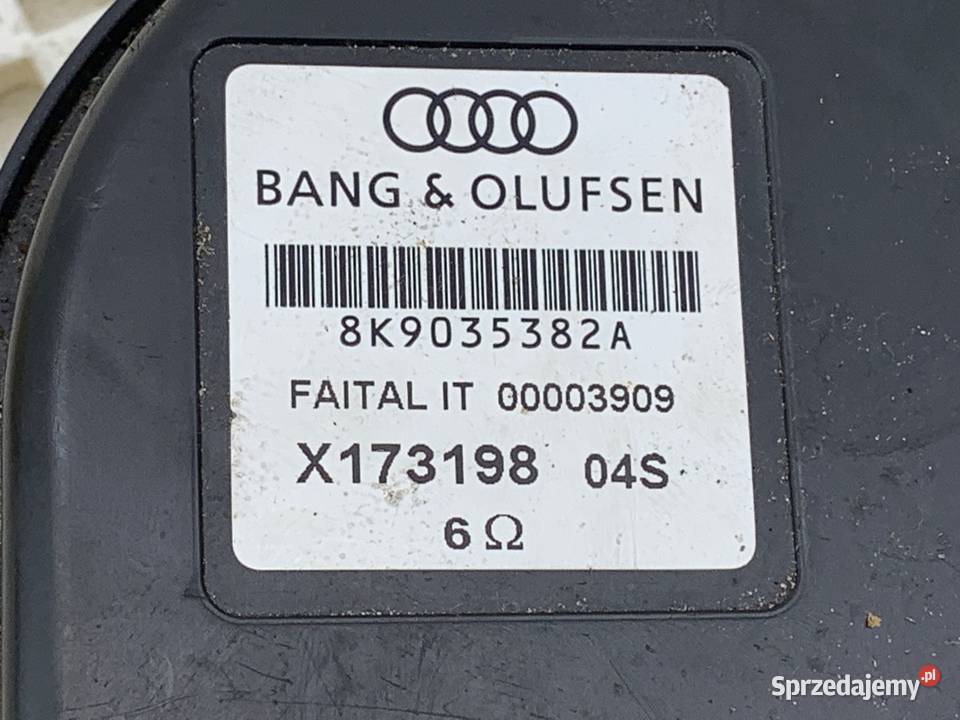 BANG & OLUFSEN
8K9035382A
FAITAL IT 00003909
X173198 04S
6 Ω
Sprzedajemy.pl